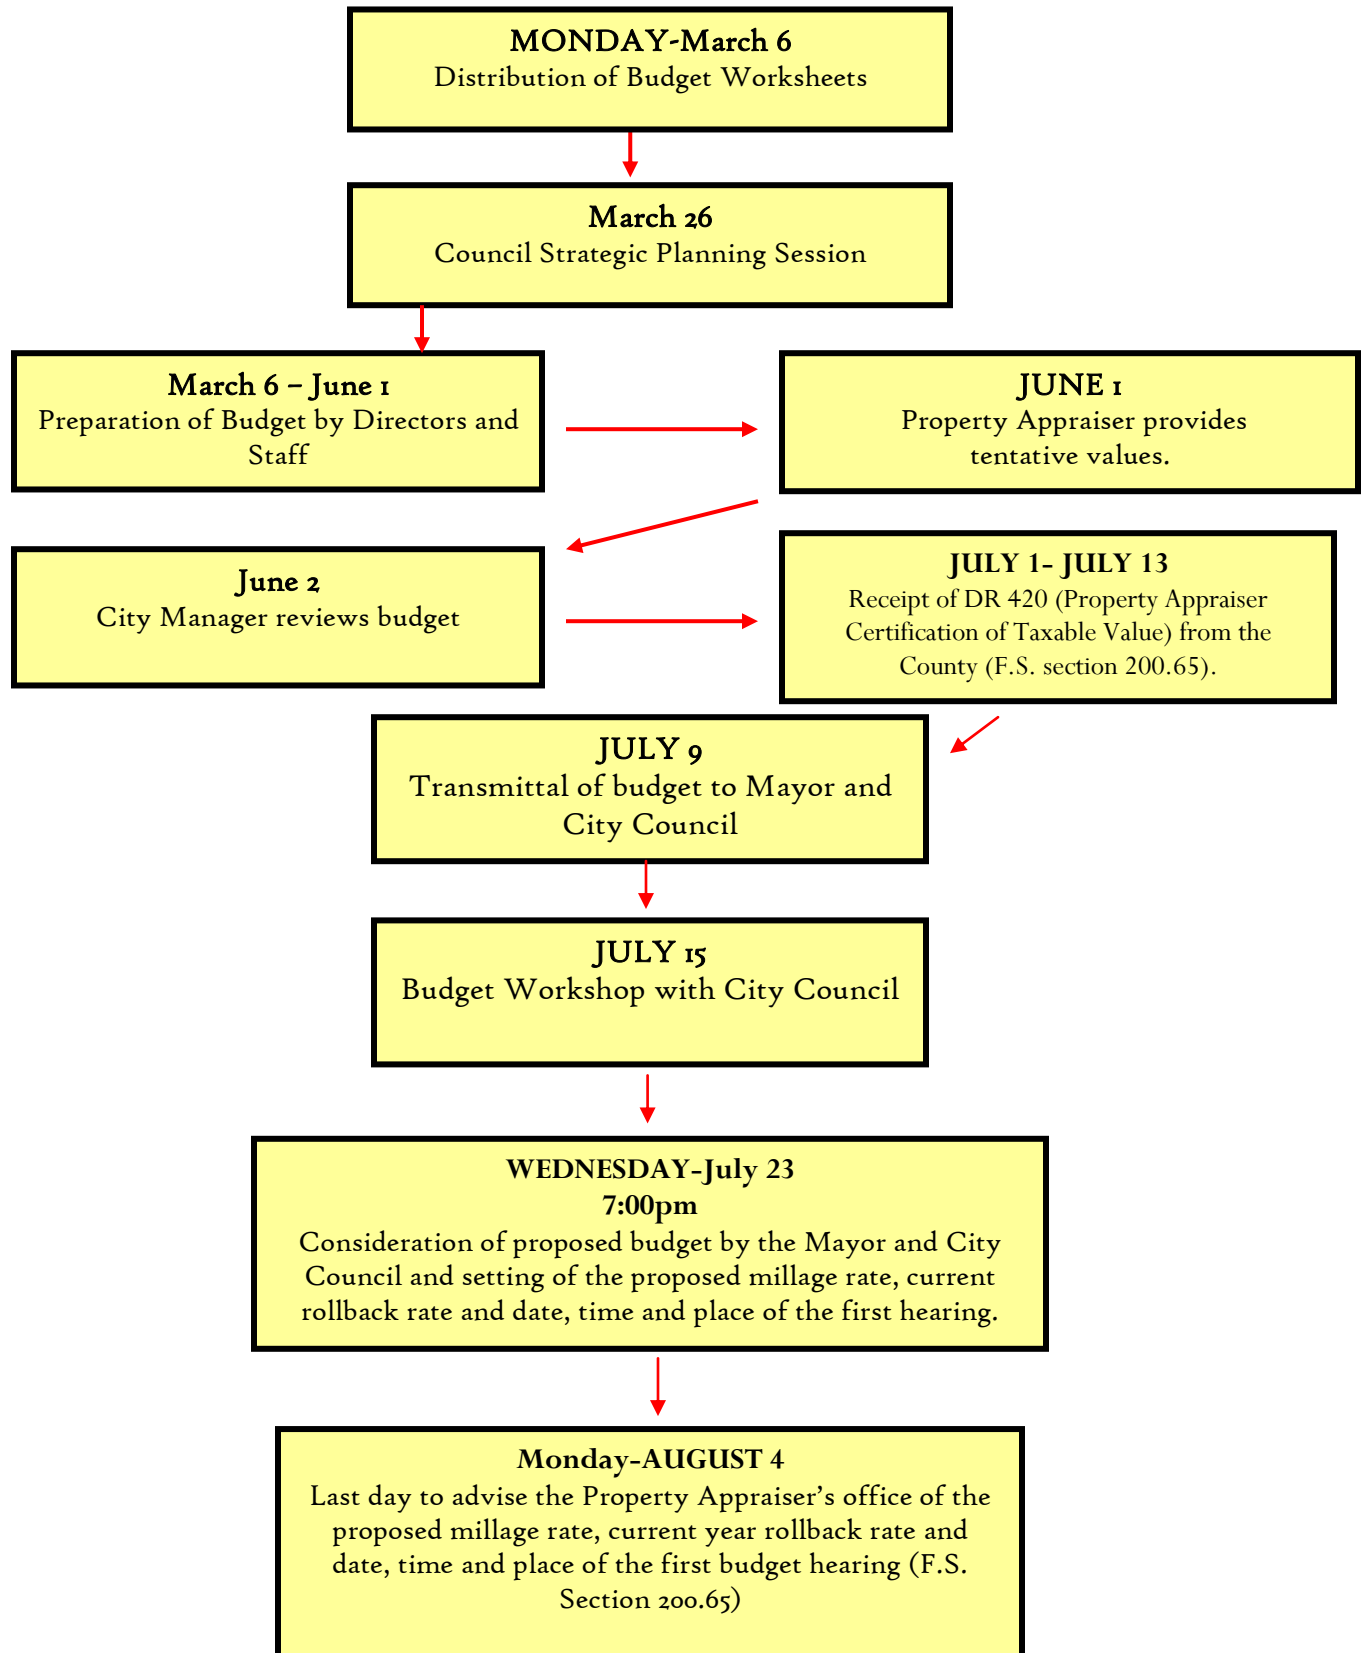 MONDAY-March 6
Distribution of Budget Worksheets
March 26
Council Strategic Planning Session
March 6 – June 1
Preparation of Budget by Directors and
Staff
JUNE 1
Property Appraiser provides
tentative values.
June 2
City Manager reviews budget
JULY 1- JULY 13
Receipt of DR 420 (Property Appraiser
Certification of Taxable Value) from the
County (F.S. section 200.65).
JULY 9
Transmittal of budget to Mayor and
City Council
JULY 15
Budget Workshop with City Council
WEDNESDAY-July 23
7:00pm
Consideration of proposed budget by the Mayor and City
Council and setting of the proposed millage rate, current
rollback rate and date, time and place of the first hearing.
Monday-AUGUST 4
Last day to advise the Property Appraiser’s office of the
proposed millage rate, current year rollback rate and
date, time and place of the first budget hearing (F.S.
Section 200.65)